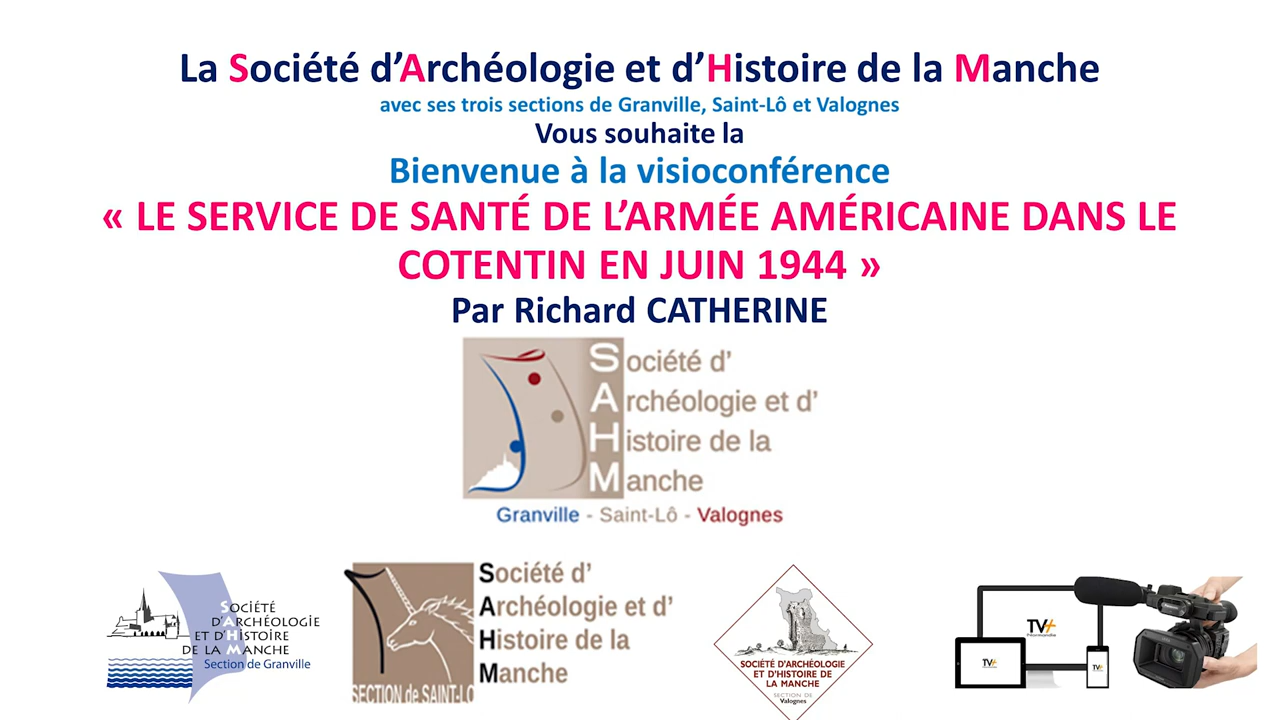 La Société d’Archéologie et d’Histoire de la Manche
avec ses trois sections de Granville, Saint-Lô et Valognes
Vous souhaite la
Bienvenue à la visioconférence
« LE SERVICE DE SANTÉ DE L’ARMÉE AMÉRICAINE DANS LE
COTENTIN EN JUIN 1944 »
Par Richard CATHERINE
Société d’
Archéologie et d’
Histoire de la
Manche
Granville - Saint-Lô - Valognes
SOCIÉTÉ
D’ARCHÉOLOGIE
ET D’HISTOIRE
DE LA MANCHE
Section de Granville
Société d’
Archéologie et d’
Histoire de la
Manche
SECTION de SAINT-LO
SOCIÉTÉ D’ARCHÉOLOGIE
ET D’HISTOIRE DE
LA MANCHE
SECTION DE
Valognes
TV+
TV+
TV+